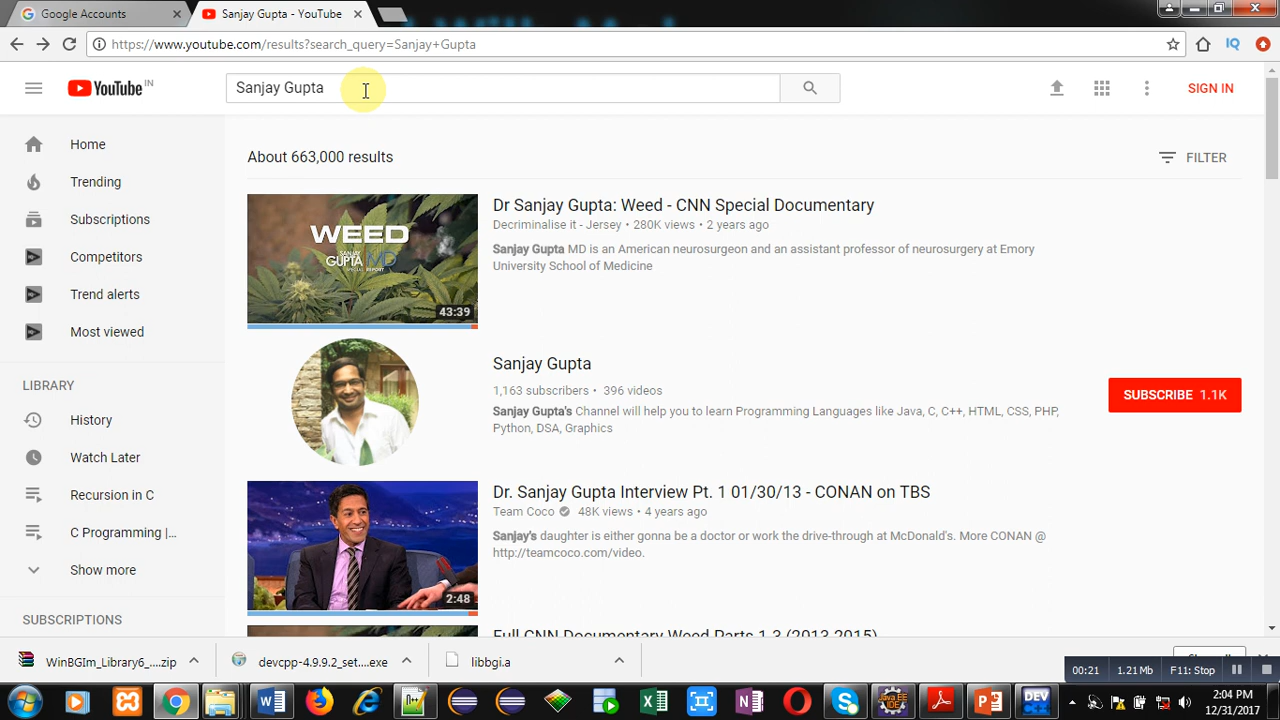 Google Accounts
Sanjay Gupta - YouTube
https://www.youtube.com/results?search_query=Sanjay+Gupta
IQ
YouTube IN
Sanjay Gupta
SIGN IN
Home
Trending
Subscriptions
Competitors
Trend alerts
Most viewed
LIBRARY
History
Watch Later
Recursion in C
C Programming |...
Show more
SUBSCRIPTIONS
About 663,000 results
FILTER
WEED
SANJAY
GUPTA MD
SPECIAL REPORT
43:39
Dr Sanjay Gupta: Weed - CNN Special Documentary
Decriminalise it - Jersey • 280K views • 2 years ago
Sanjay Gupta MD is an American neurosurgeon and an assistant professor of neurosurgery at Emory
University School of Medicine
Sanjay Gupta
1,163 subscribers • 396 videos
Sanjay Gupta's Channel will help you to learn Programming Languages like Java, C, C++, HTML, CSS, PHP,
Python, DSA, Graphics
SUBSCRIBE 1.1K
2:48
Dr. Sanjay Gupta Interview Pt. 1 01/30/13 - CONAN on TBS
Team Coco 48K views • 4 years ago
Sanjay's daughter is either gonna be a doctor or work the drive-through at McDonald's. More CONAN @
http://teamcoco.com/video.
Full CNN Documentary Weed Parts 1-3 (2013-2015)
WinBGIm_Library6_....zip
devcpp-4.9.9.2_set....exe
libbgi.a
00:21
1.21 Mb
F11: Stop
DEV
C++
2:04 PM
12/31/2017